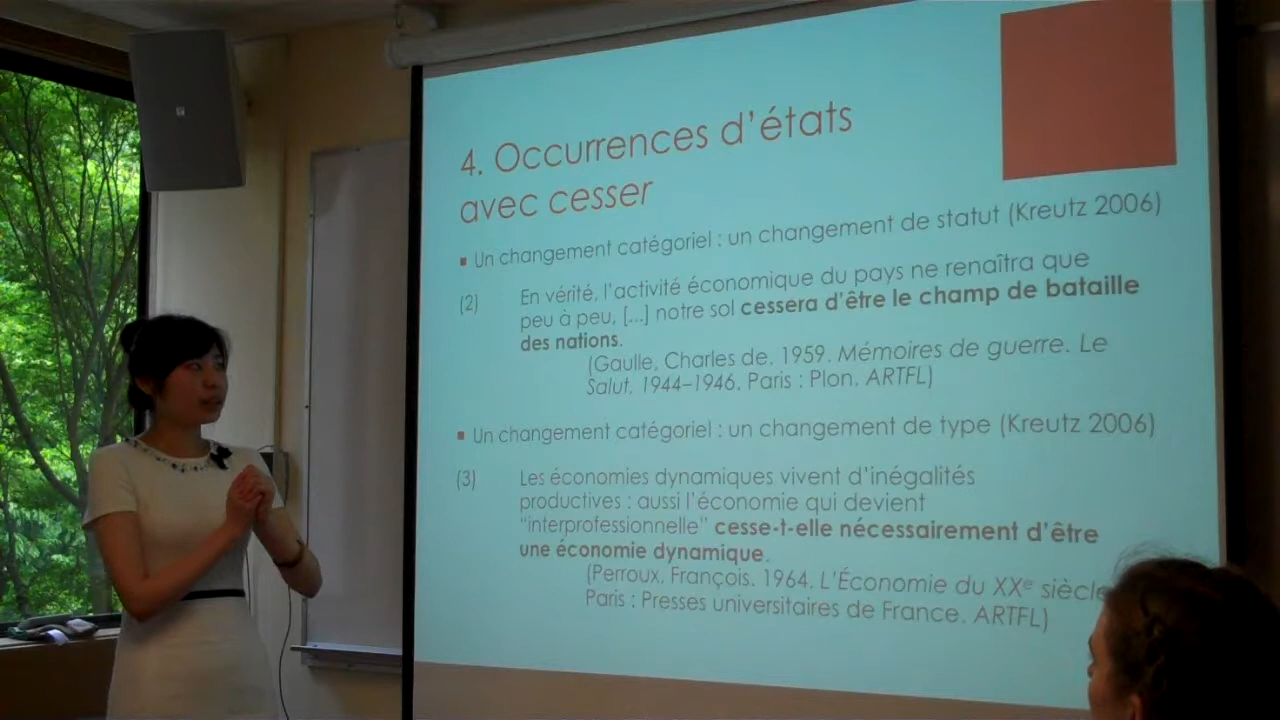 4. Occurrences d'états
avec cesser
Un changement catégoriel : un changement de statut (Kreutz 2006)
(2) En vérité, l'activité économique du pays ne renaîtra que
peu à peu, [...] notre sol cessera d'être le champ de bataille
des nations.
(Gaulle, Charles de. 1959. Mémoires de guerre. Le
Salut. 1944–1946. Paris : Plon. ARTFL)
Un changement catégoriel : un changement de type (Kreutz 2006)
(3) Les économies dynamiques vivent d'inégalités
productives : aussi l'économie qui devient
"interprofessionnelle" cesse-t-elle nécessairement d'être
une économie dynamique.
(Perroux, François. 1964. L'Économie du XXe siècle
Paris : Presses universitaires de France. ARTFL)